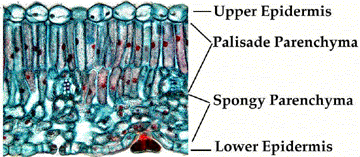 Upper Epidermis
Palisade Parenchyma
Spongy Parenchyma
Lower Epidermis